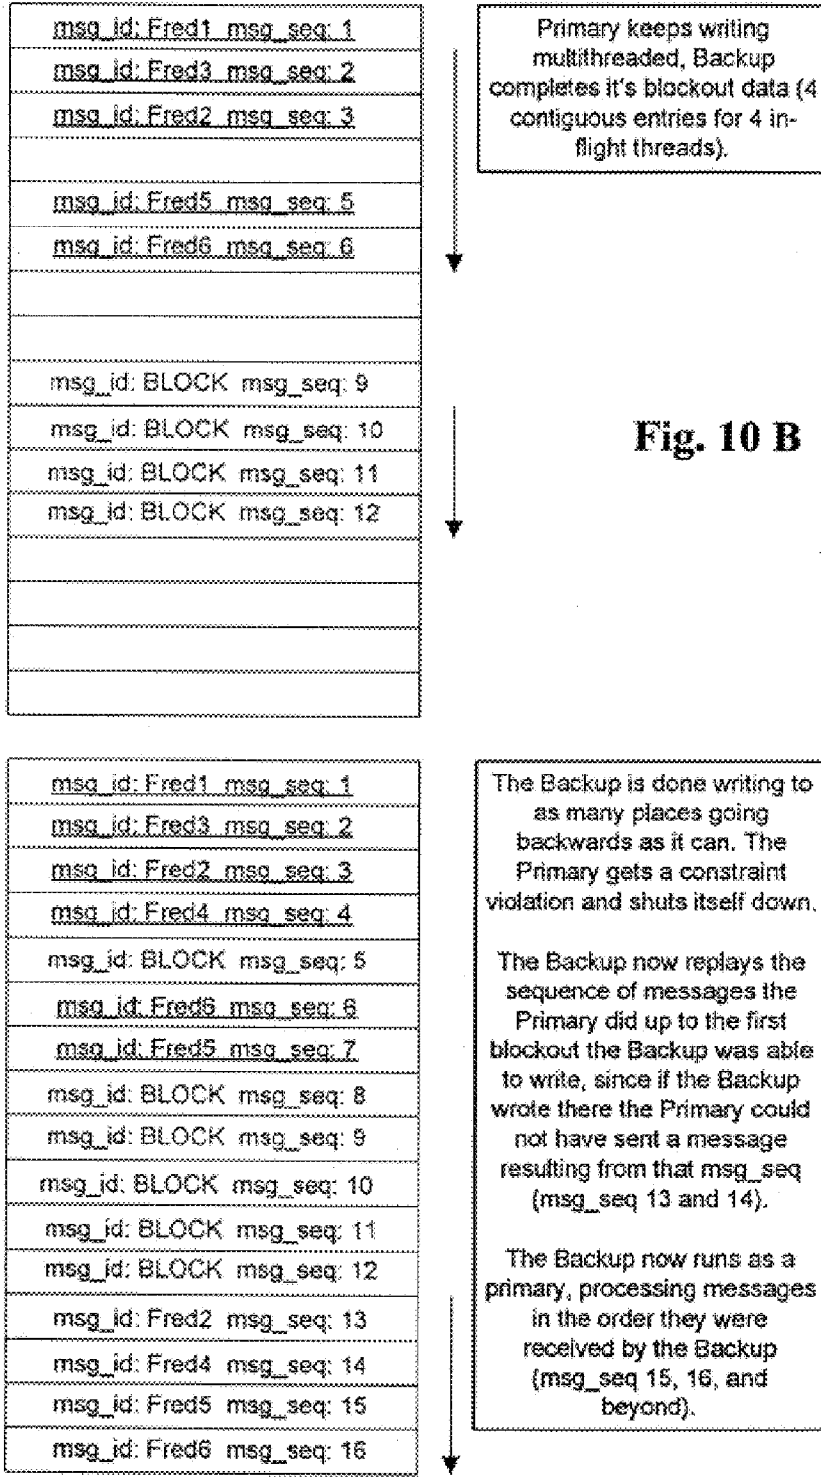 msg_id: Fred1 msg_seq: 1
msg_id: Fred3 msg_seq: 2
msg_id: Fred2 msg_seq: 3
msg_id: Fred5 msg_seq: 5
msg_id: Fred6 msg_seq: 6
msg_id: BLOCK msg_seq: 9
msg_id: BLOCK msg_seq: 10
msg_id: BLOCK msg_seq: 11
msg_id: BLOCK msg_seq: 12
Primary keeps writing
multithreaded, Backup
completes it's blockout data (4
contiguous entries for 4 in-
flight threads).
Fig. 10 B
msg_id: Fred1 msg_seq: 1
msg_id: Fred3 msg_seq: 2
msg_id: Fred2 msg_seq: 3
msg_id: Fred4 msg_seq: 4
msg_id: BLOCK msg_seq: 5
msg_id: Fred6 msg_seq: 6
msg_id: Fred5 msg_seq: 7
msg_id: BLOCK msg_seq: 8
msg_id: BLOCK msg_seq: 9
msg_id: BLOCK msg_seq: 10
msg_id: BLOCK msg_seq: 11
msg_id: BLOCK msg_seq: 12
msg_id: Fred2 msg_seq: 13
msg_id: Fred4 msg_seq: 14
msg_id: Fred5 msg_seq: 15
msg_id: Fred6 msg_seq: 16
The Backup is done writing to
as many places going
backwards as it can. The
Primary gets a constraint
violation and shuts itself down.
The Backup now replays the
sequence of messages the
Primary did up to the first
blockout the Backup was able
to write, since if the Backup
wrote there the Primary could
not have sent a message
resulting from that msg_seq
(msg_seq 13 and 14).
The Backup now runs as a
primary, processing messages
in the order they were
received by the Backup
(msg_seq 15, 16, and
beyond).